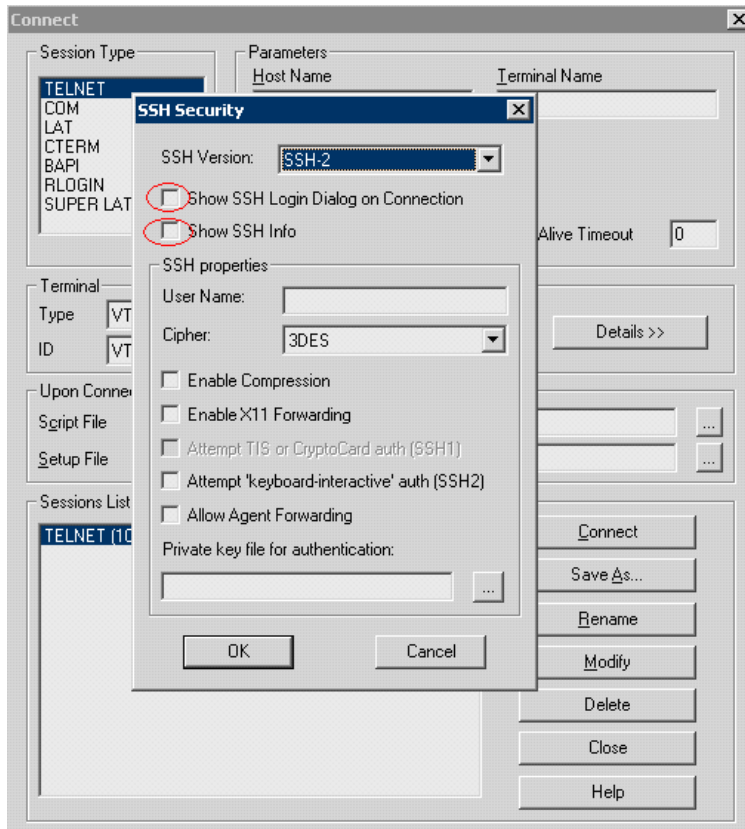 Connect
Session Type
Parameters
Host Name
Terminal Name
TELNET
COM
LAT
CTERM
BAPI
RLOGIN
SUPER LAT
Alive Timeout
0
SSH Security
SSH Version:
SSH-2
Show SSH Login Dialog on Connection
Show SSH Info
SSH properties
User Name:
Cipher:
3DES
Enable Compression
Enable X11 Forwarding
Attempt TIS or CryptoCard auth (SSH1)
Attempt 'keyboard-interactive' auth (SSH2)
Allow Agent Forwarding
Private key file for authentication:
...
OK
Cancel
Terminal
Type
VT
ID
VT
Details >>
Upon Conne
Script File
...
Setup File
...
Sessions List
TELNET (10
Connect
Save As...
Rename
Modify
Delete
Close
Help